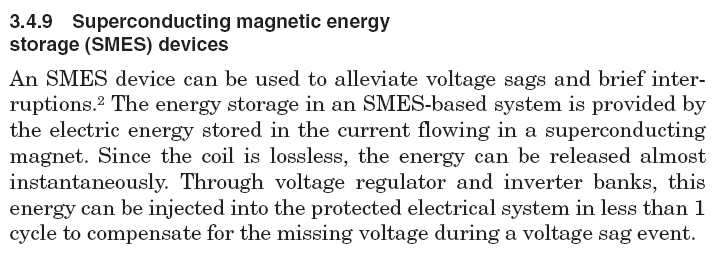 3.4.9 Superconducting magnetic energy
storage (SMES) devices
An SMES device can be used to alleviate voltage sags and brief inter-
ruptions.² The energy storage in an SMES-based system is provided by
the electric energy stored in the current flowing in a superconducting
magnet. Since the coil is lossless, the energy can be released almost
instantaneously. Through voltage regulator and inverter banks, this
energy can be injected into the protected electrical system in less than 1
cycle to compensate for the missing voltage during a voltage sag event.